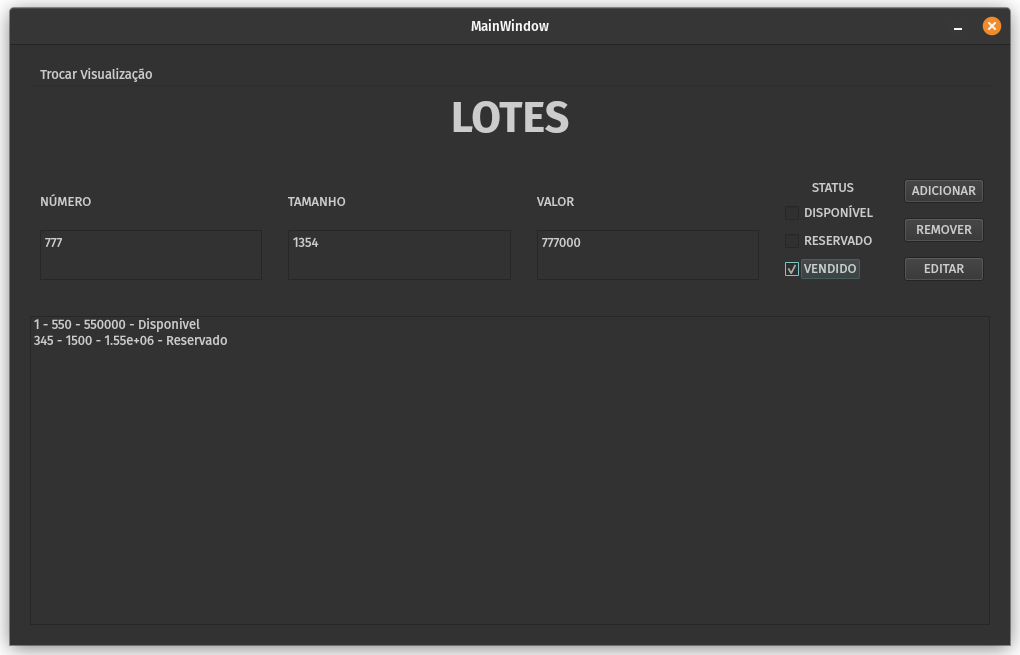 MainWindow
Trocar Visualização
LOTES
NÚMERO
TAMANHO
VALOR
STATUS
ADICIONAR
DISPONÍVEL
REMOVER
777
1354
777000
RESERVADO
VENDIDO
EDITAR
1 - 550 - 550000 - Disponivel
345 - 1500 - 1.55e+06 - Reservado